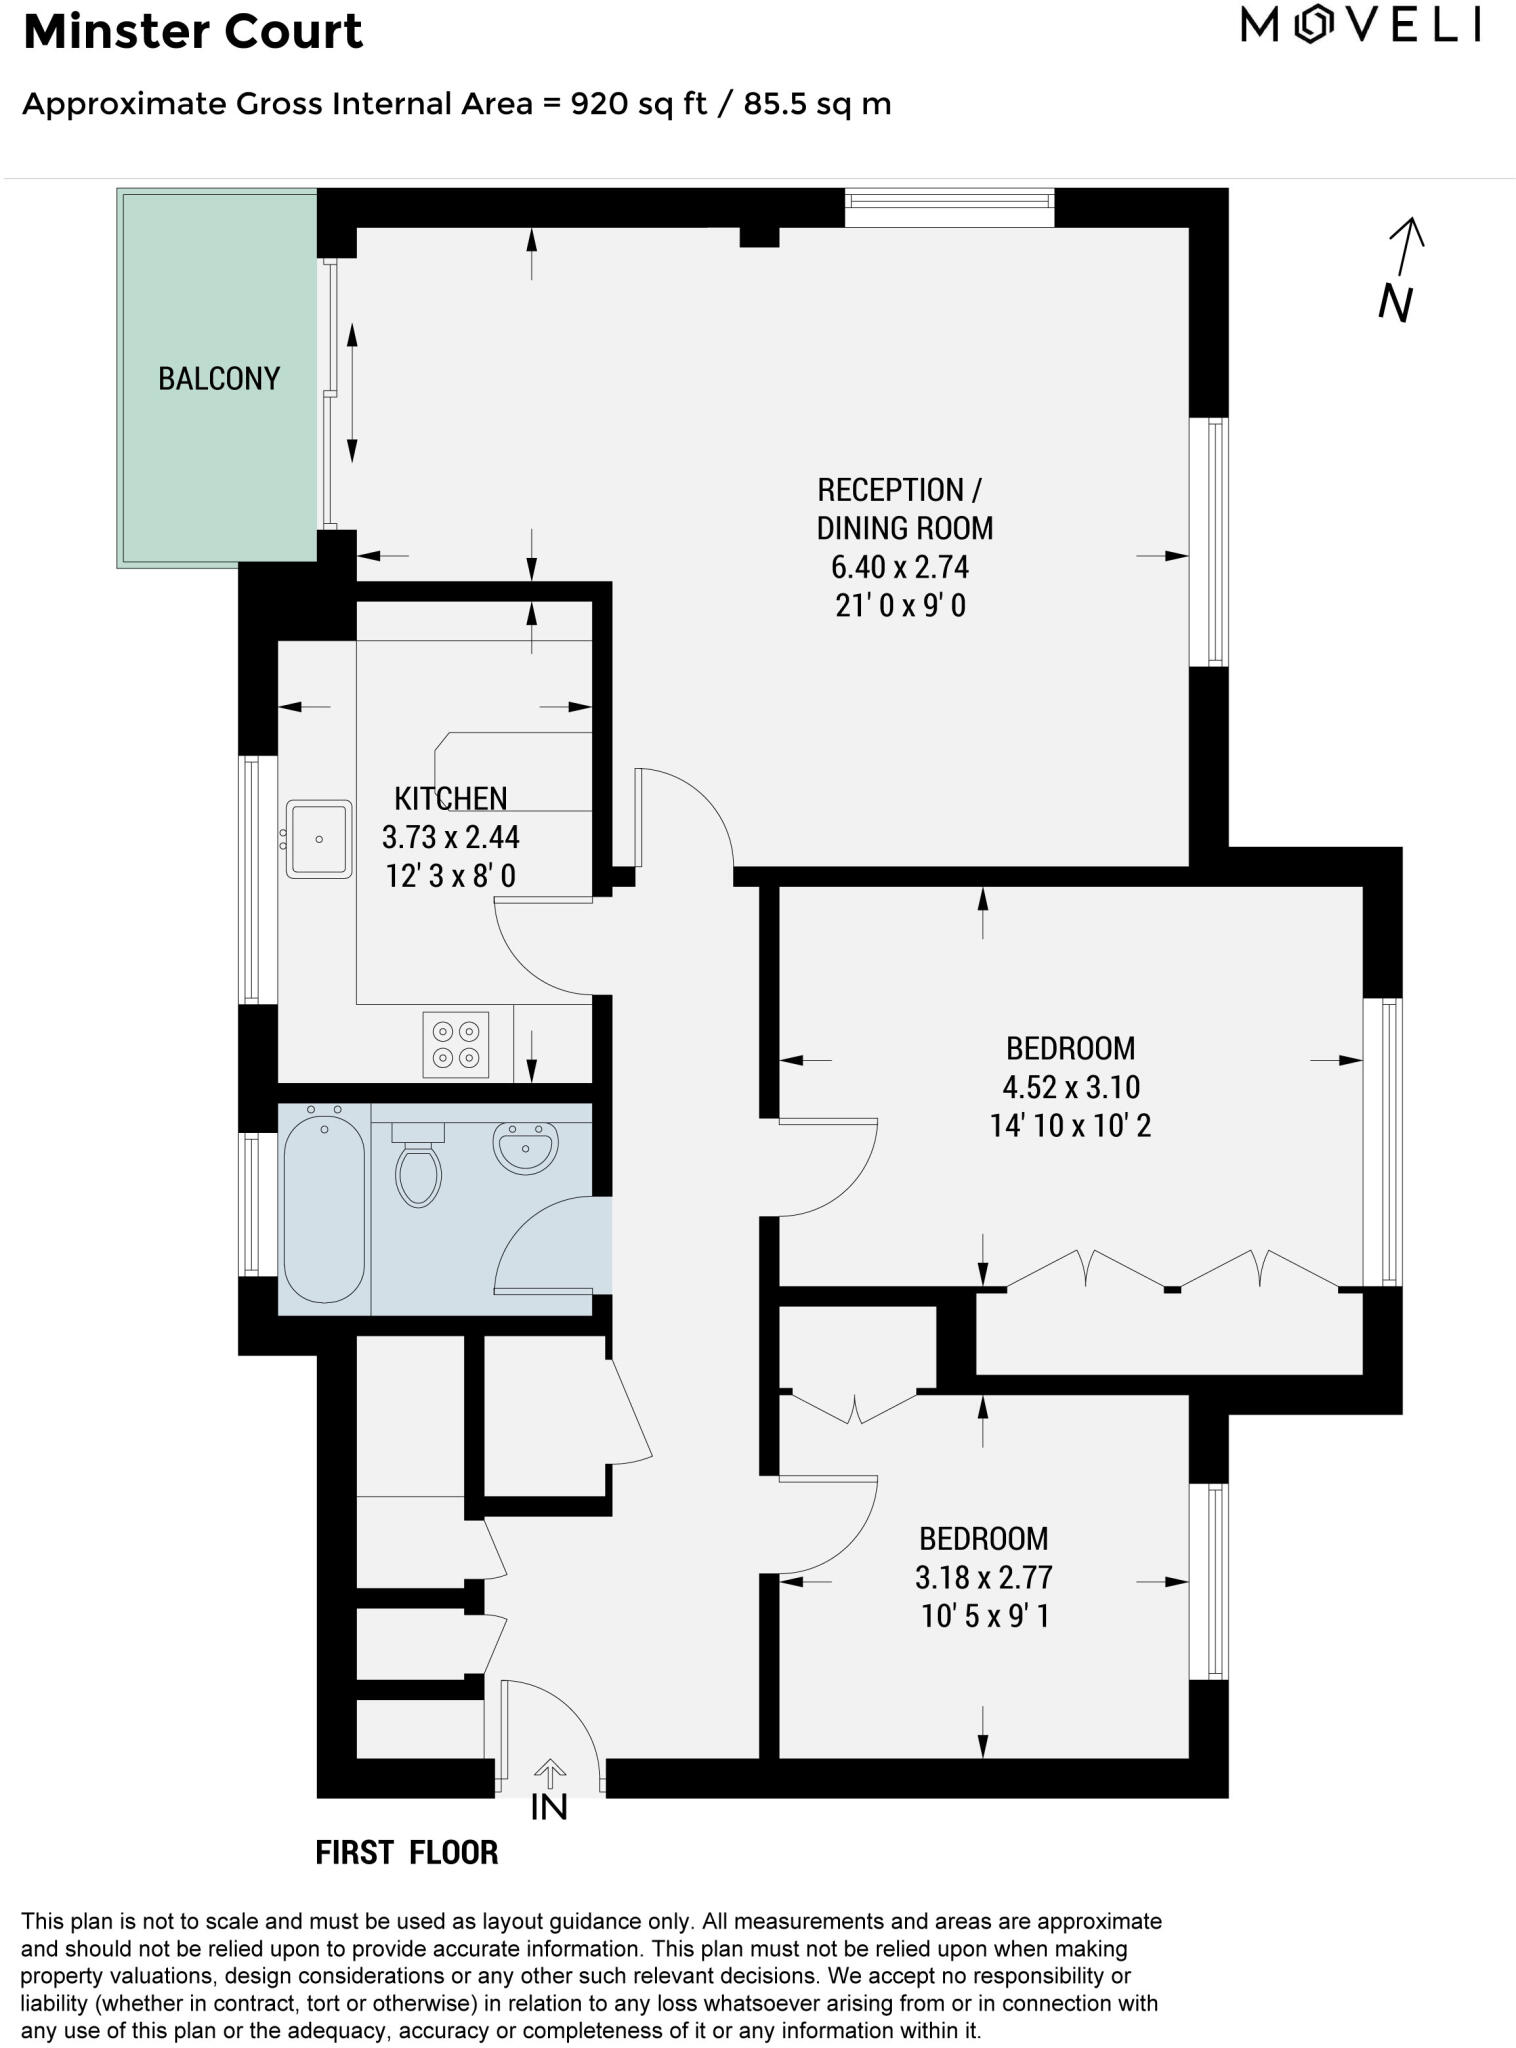 Minster Court
MOVELI
Approximate Gross Internal Area = 920 sq ft / 85.5 sq m
N
BALCONY
RECEPTION /
DINING ROOM
6.40 x 2.74
21' 0 x 9' 0
KITCHEN
3.73 x 2.44
12' 3 x 8' 0
BEDROOM
4.52 x 3.10
14' 10 x 10' 2
BEDROOM
3.18 x 2.77
10' 5 x 9' 1
IN
FIRST FLOOR
This plan is not to scale and must be used as layout guidance only. All measurements and areas are approximate
and should not be relied upon to provide accurate information. This plan must not be relied upon when making
property valuations, design considerations or any other such relevant decisions. We accept no responsibility or
liability (whether in contract, tort or otherwise) in relation to any loss whatsoever arising from or in connection with
any use of this plan or the adequacy, accuracy or completeness of it or any information within it.